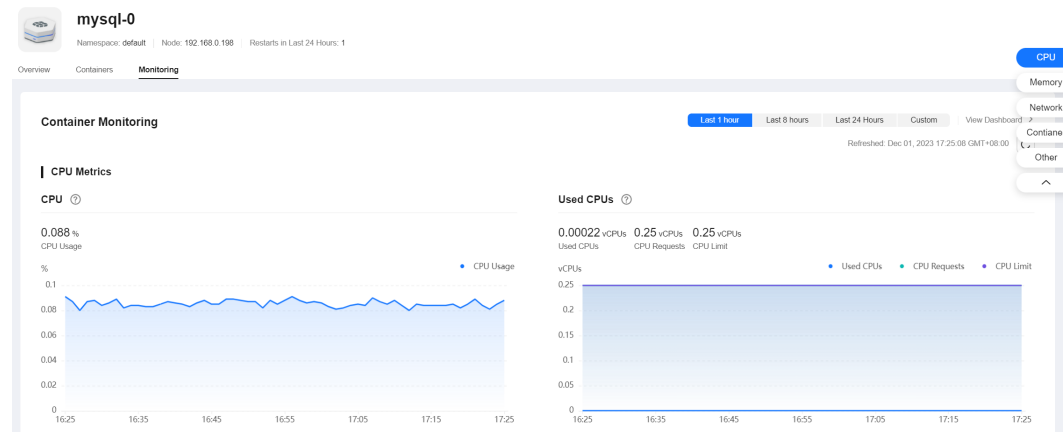 mysql-0
Namespace: default Node: 192.168.0.198 Restarts in Last 24 Hours: 1
Overview Containers Monitoring
CPU
Memory
Network
Contiane
Other
Container Monitoring
Last 1 hour Last 8 hours Last 24 Hours Custom View Dashboard >
Refreshed: Dec 01, 2023 17:25:08 GMT+08:00
CPU Metrics
CPU ?
0.088 %
CPU Usage
%
CPU Usage
0.1
0.08
0.06
0.04
0.02
0
16:25 16:35 16:45 16:55 17:05 17:15 17:25
Used CPUs ?
0.00022 vCPUs 0.25 vCPUs 0.25 vCPUs
Used CPUs CPU Requests CPU Limit
vCPUs
Used CPUs CPU Requests CPU Limit
0.25
0.2
0.15
0.1
0.05
0
16:25 16:35 16:45 16:55 17:05 17:15 17:25